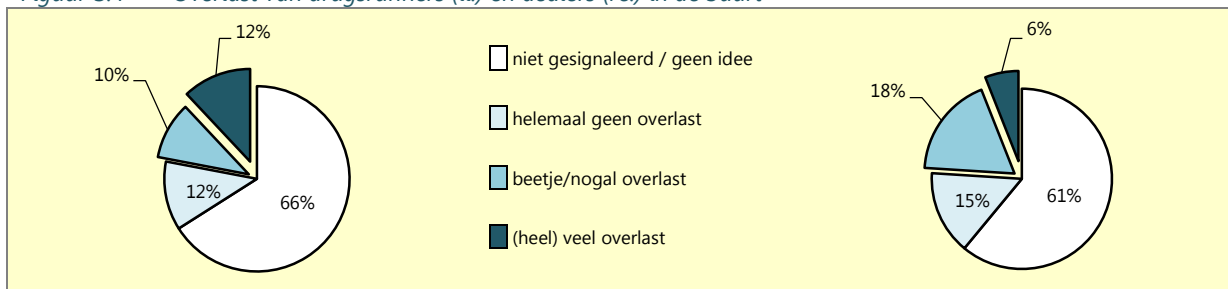 12%
6%
niet gesignaleerd / geen idee
10%
18%
helemaal geen overlast
beetje/nogal overlast
12%
66%
15%
61%
(heel) veel overlast